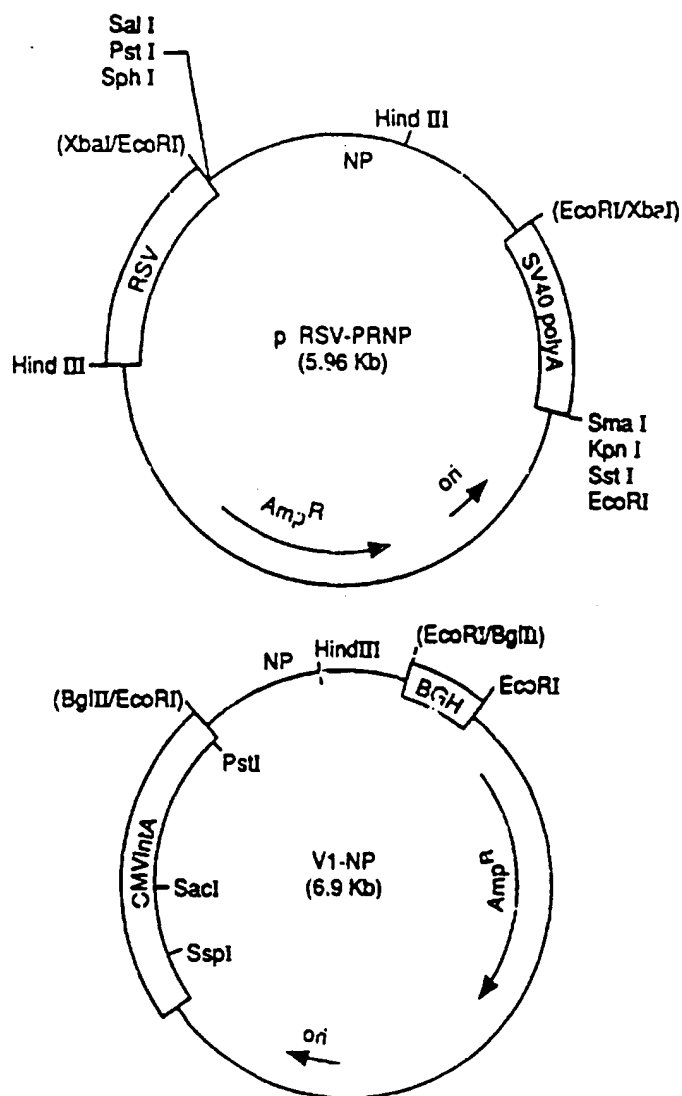 Sal I
Pst I
Sph I
Hind III
(XbaI/EcoRI)
NP
(EcoRI/XbaI)
RSV
SV40 polyA
p RSV-PRNP
(5.96 Kb)
Hind III
Sma I
Kpn I
Sst I
EcoRI
ori
AmpR
(EcoRI/BglII)
NP
HindIII
EcoRI
BGH
(BglII/EcoRI)
PstI
CMVIntA
V1-NP
(6.9 Kb)
AmpR
SacI
SspI
ori